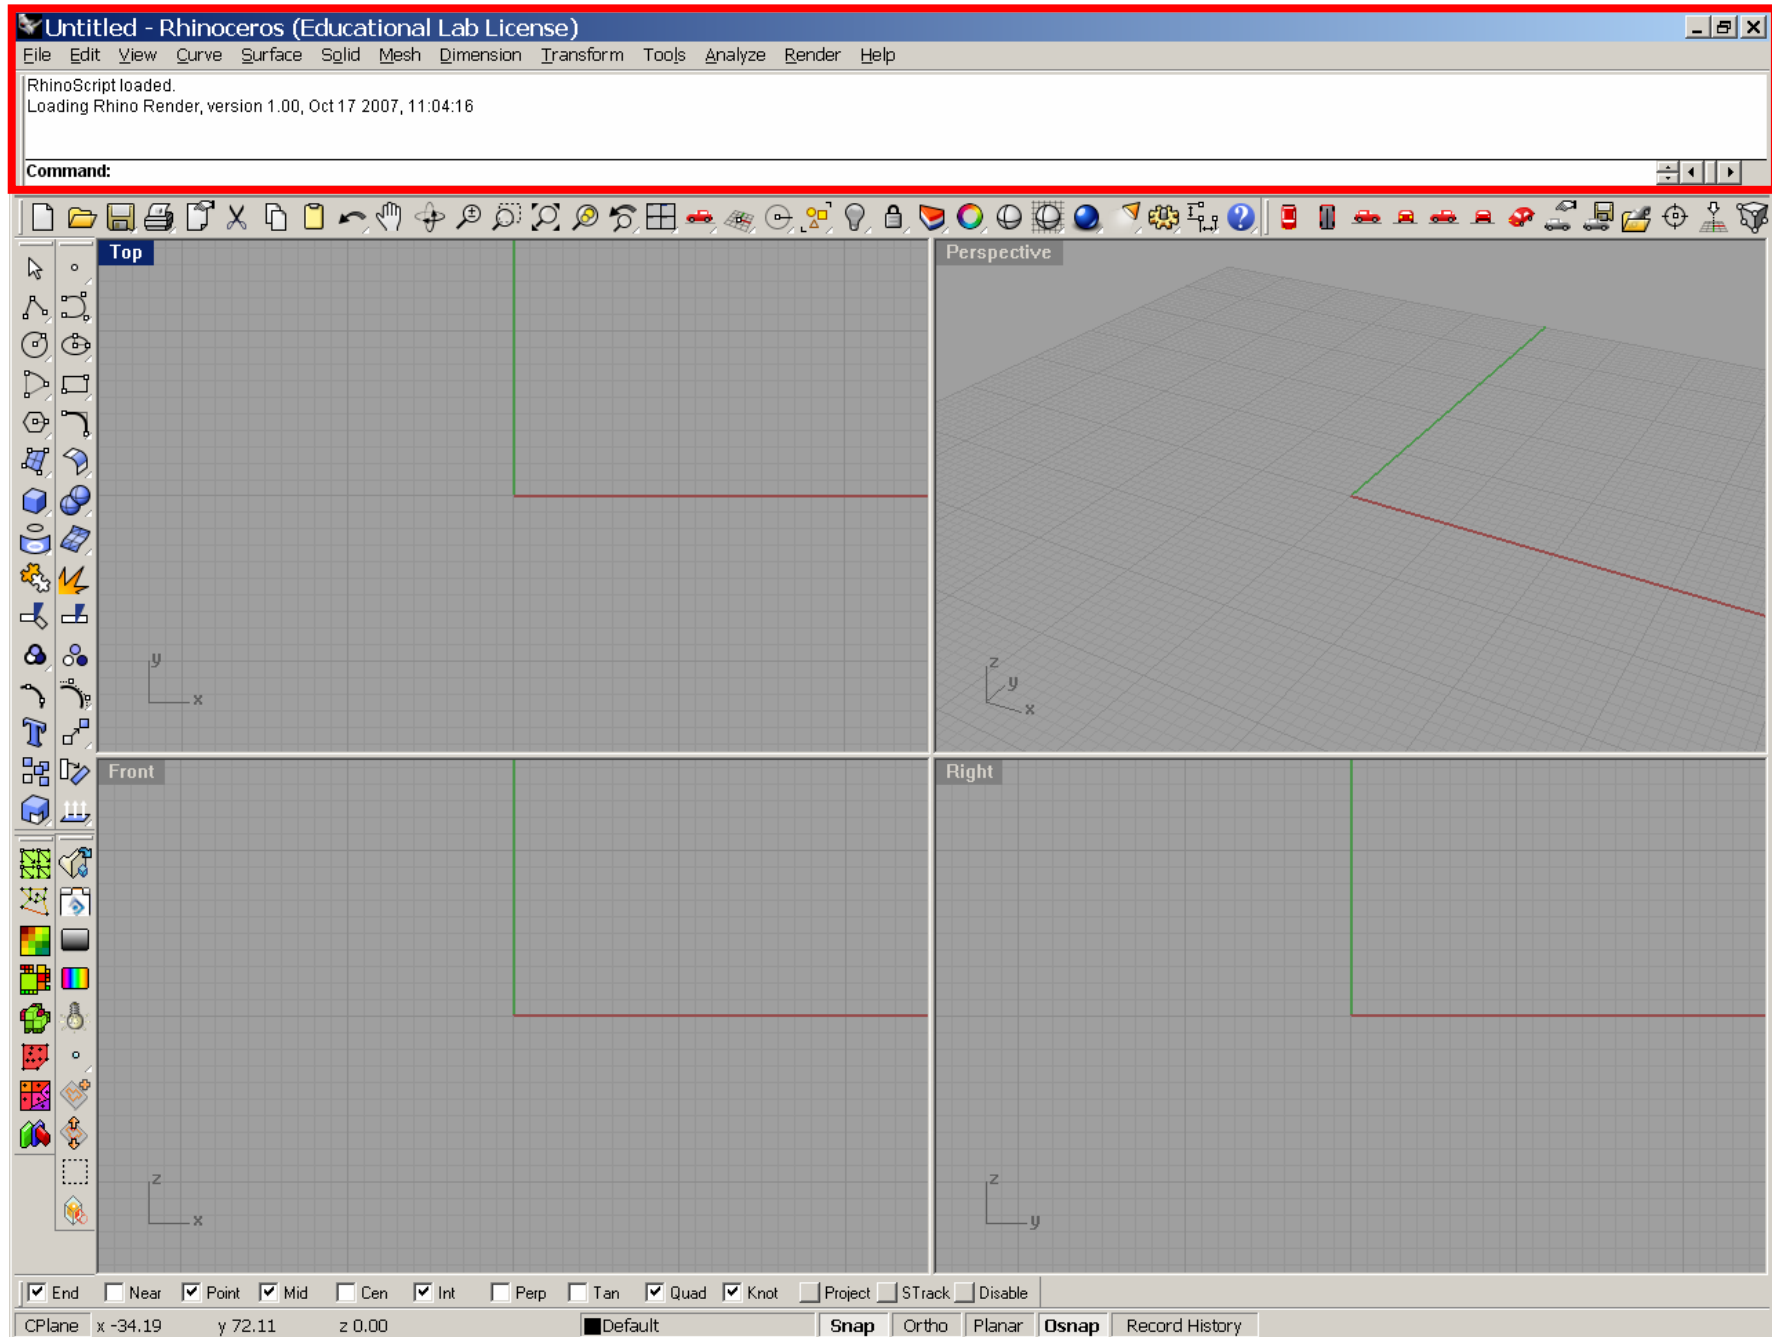 Untitled - Rhinoceros (Educational Lab License)
File Edit View Curve Surface Solid Mesh Dimension Transform Tools Analyze Render Help
RhinoScript loaded.
Loading Rhino Render, version 1.00, Oct 17 2007, 11:04:16
Command:
Top
Perspective
y
x
z
y
x
Front
Right
z
x
z
y
End Near Point Mid Cen Int Perp Tan Quad Knot Project STrack Disable
CPlane x -34.19 y 72.11 z 0.00 Default Snap Ortho Planar Osnap Record History